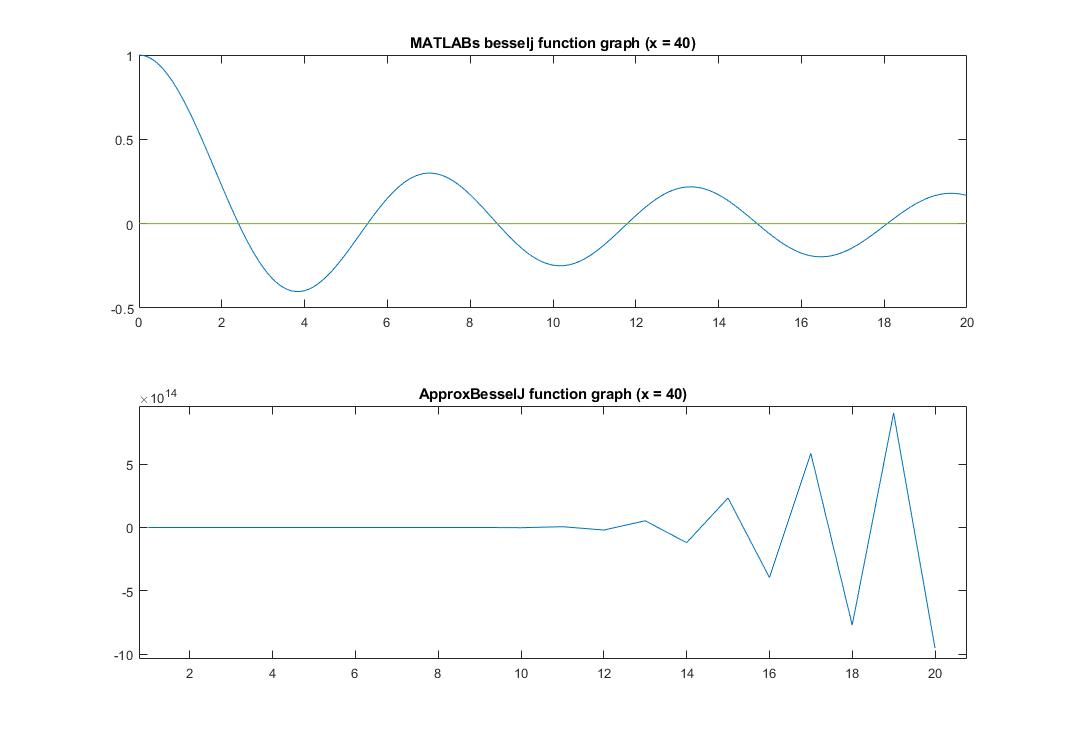 MATLABs besselj function graph (x = 40)
1
0.5
0
-0.5
0 2 4 6 8 10 12 14 16 18 20
ApproxBesselJ function graph (x = 40)
×10^14
5
0
-5
-10
2 4 6 8 10 12 14 16 18 20